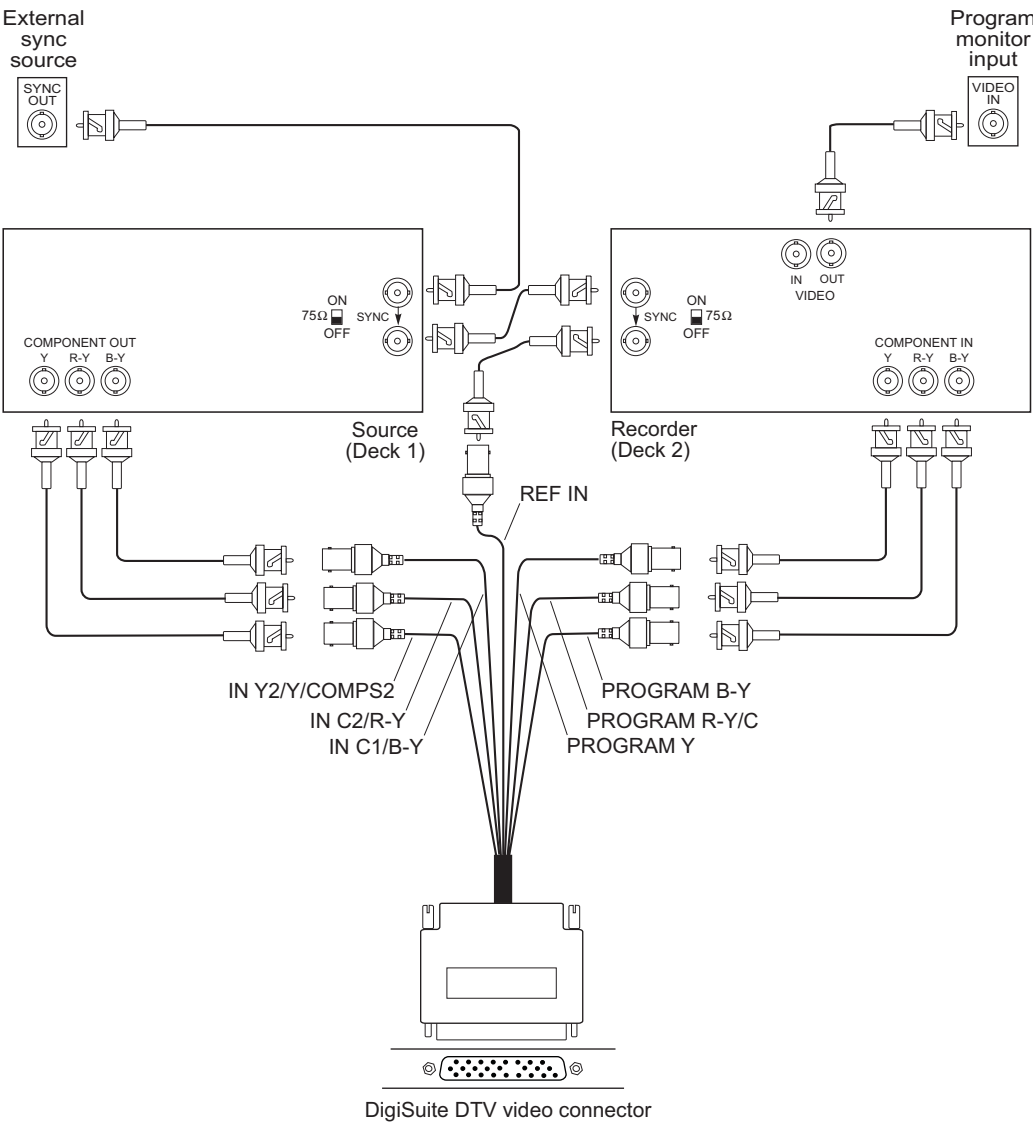 External
sync
source
SYNC
OUT
Program
monitor
input
VIDEO
IN
ON
75Ω
OFF
SYNC
COMPONENT OUT
Y R-Y B-Y
IN OUT
VIDEO
SYNC
ON
75Ω
OFF
COMPONENT IN
Y R-Y B-Y
Source
(Deck 1)
Recorder
(Deck 2)
REF IN
IN Y2/Y/COMPS2
IN C2/R-Y
IN C1/B-Y
PROGRAM B-Y
PROGRAM R-Y/C
PROGRAM Y
DigiSuite DTV video connector